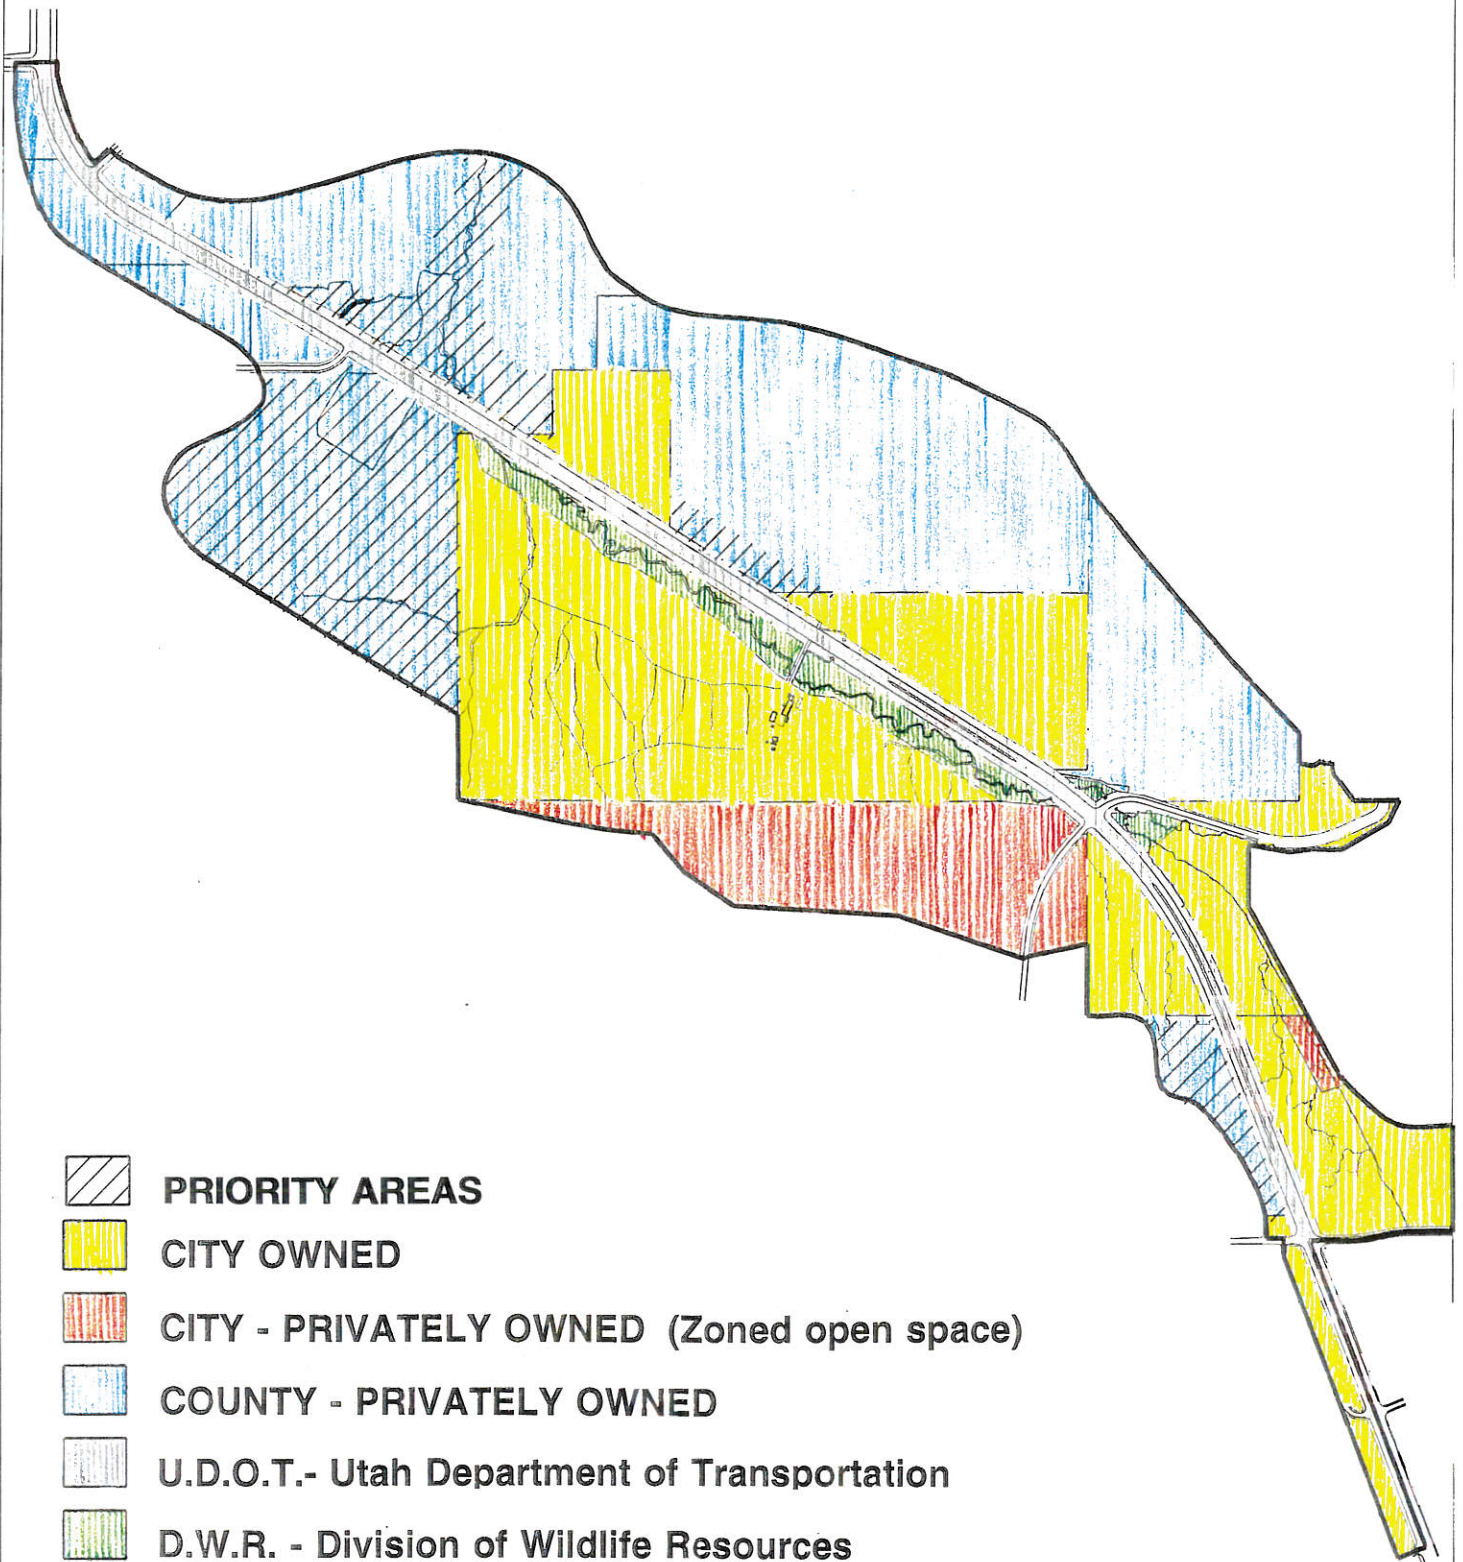 PRIORITY AREAS
CITY OWNED
CITY - PRIVATELY OWNED (Zoned open space)
COUNTY - PRIVATELY OWNED
U.D.O.T.- Utah Department of Transportation
D.W.R. - Division of Wildlife Resources